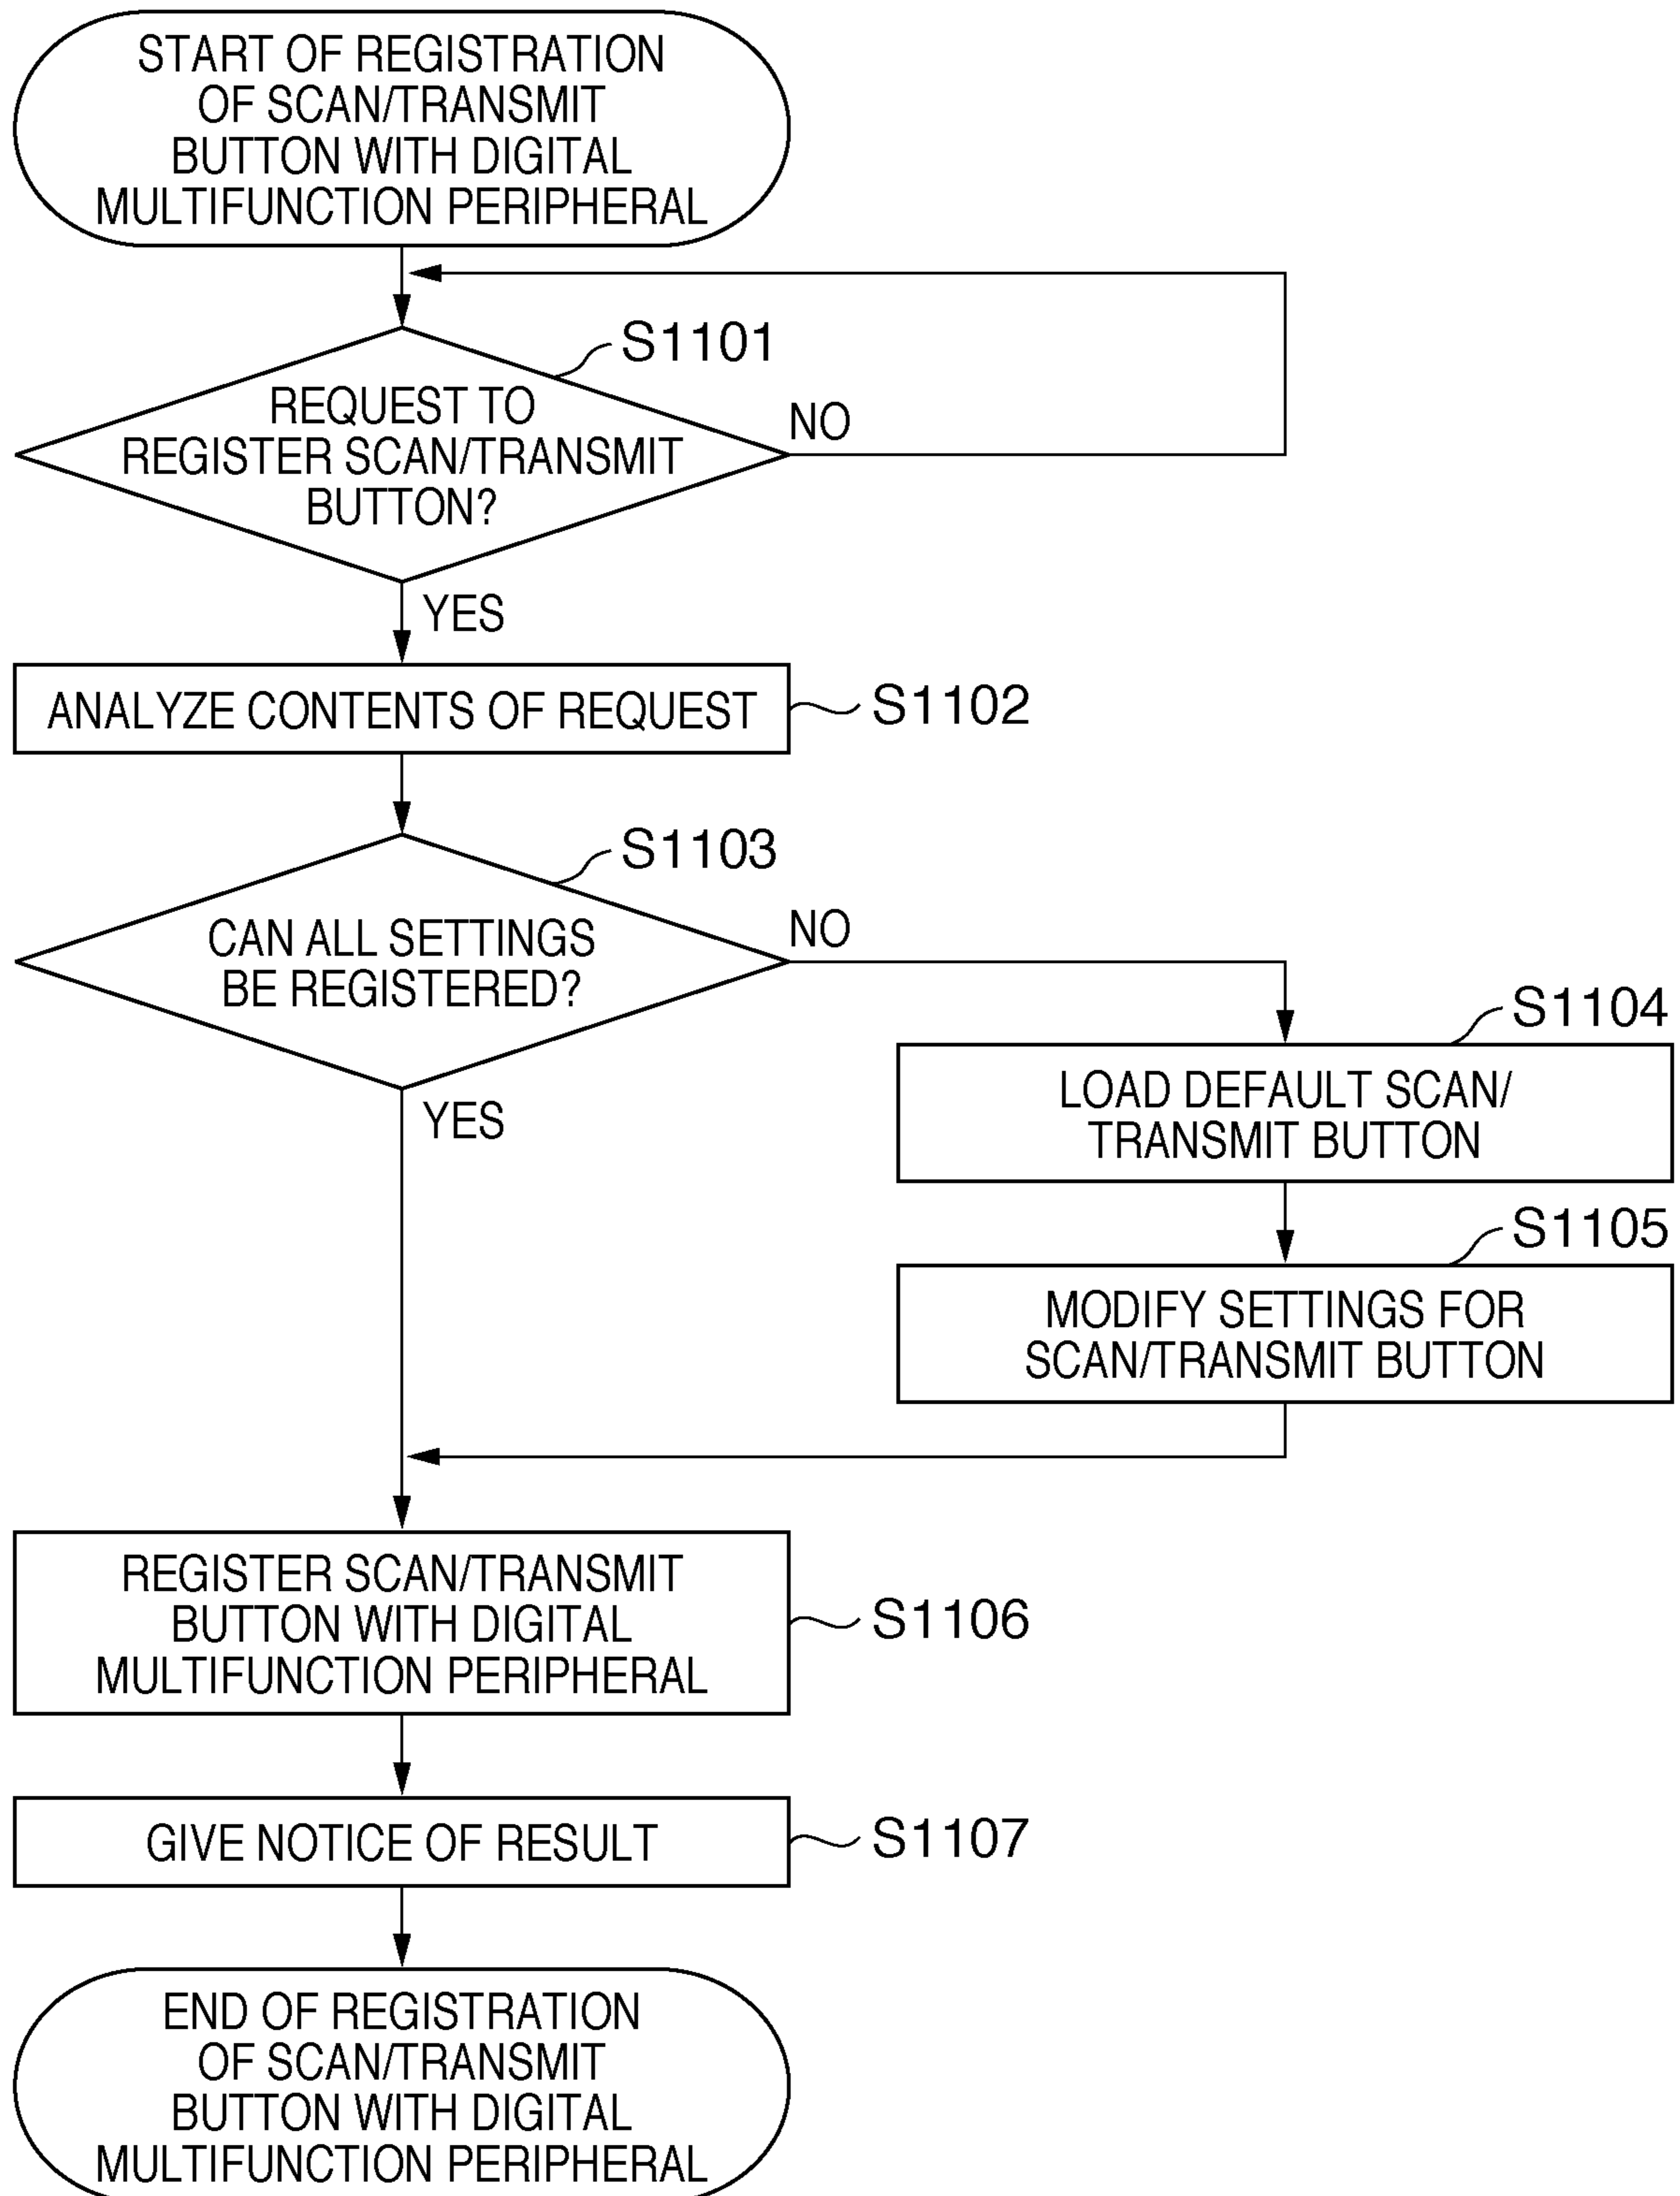 START OF REGISTRATION
OF SCAN/TRANSMIT
BUTTON WITH DIGITAL
MULTIFUNCTION PERIPHERAL
S1101
REQUEST TO
REGISTER SCAN/TRANSMIT
BUTTON?
NO
YES
ANALYZE CONTENTS OF REQUEST
S1102
S1103
CAN ALL SETTINGS
BE REGISTERED?
NO
YES
S1104
LOAD DEFAULT SCAN/
TRANSMIT BUTTON
S1105
MODIFY SETTINGS FOR
SCAN/TRANSMIT BUTTON
REGISTER SCAN/TRANSMIT
BUTTON WITH DIGITAL
MULTIFUNCTION PERIPHERAL
S1106
GIVE NOTICE OF RESULT
S1107
END OF REGISTRATION
OF SCAN/TRANSMIT
BUTTON WITH DIGITAL
MULTIFUNCTION PERIPHERAL